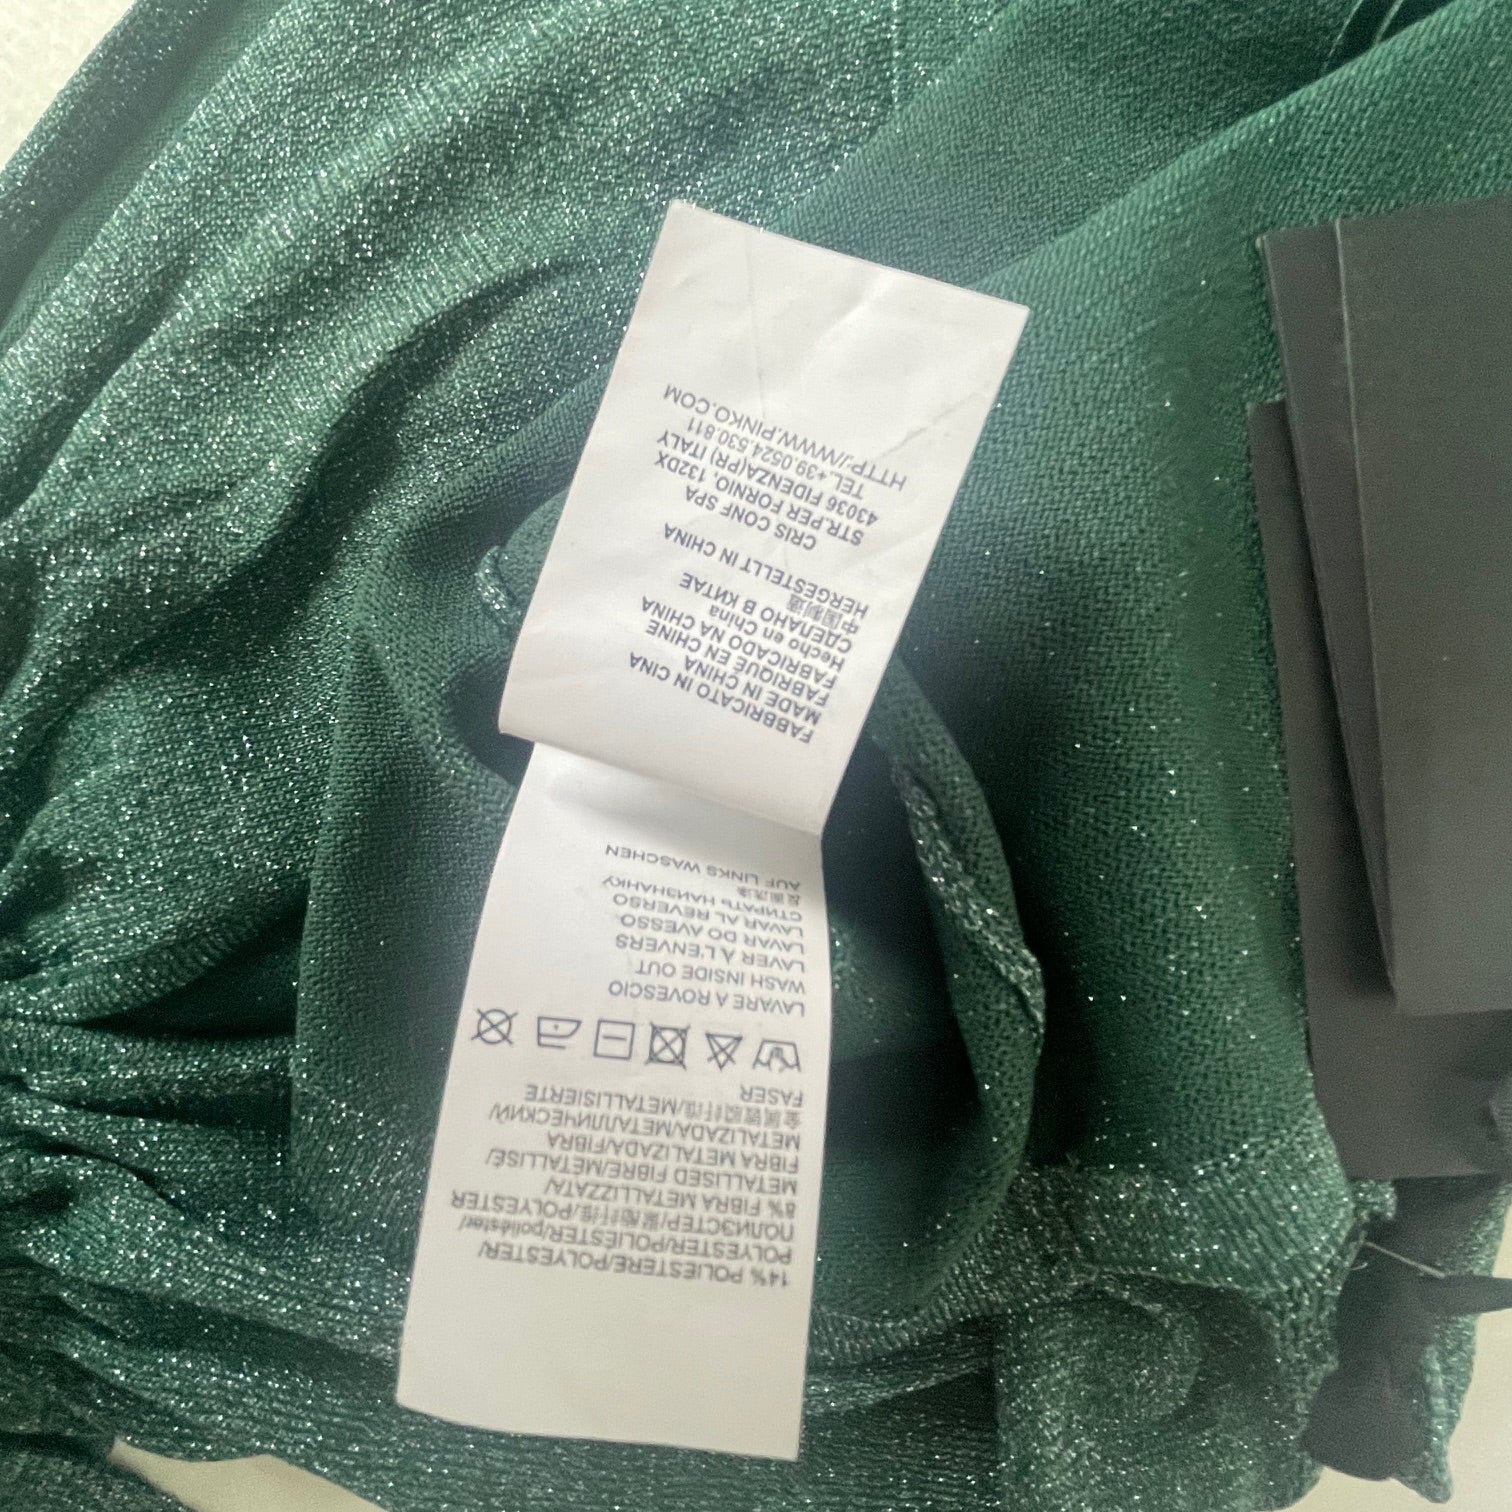 FABBRICATO IN CINA
MADE IN CHINA
FABRIQUE EN CHINE
FABRICADO NA CHINA
Hecho en China
СДЕЛАНО В КИТАЕ
中国制造
HERGESTELLT IN CHINA
CRIS CONF SPA
STR.PER FORNIO, 132DX
43036 FIDENZA(PR) ITALY
TEL +39.0524.530 811
HTTP://WWW.PINKO.COM
14% POLIESTERE/POLYESTER/
POLYESTER/POLIÉSTER/poliéster/
ПОЛИЭСТЕР/聚酯纤维/POLYESTER
8% FIBRA METALLIZZATA/
METALLISED FIBRE/METALLISÉ/
FIBRA METALIZADA/FIBRA
METALIZADA/МЕТАЛЛИЧЕСКИЙ/
金属镀膜纤维/METALLISIERTE
FASER
LAVARE A ROVESCIO
WASH INSIDE OUT.
LAVER À L'ENVERS
LAVAR DO AVESSO.
LAVAR AL REVERSO
СТИРАТЬ НАИЗНАНКУ
反面洗涤
AUF LINKS WASCHEN